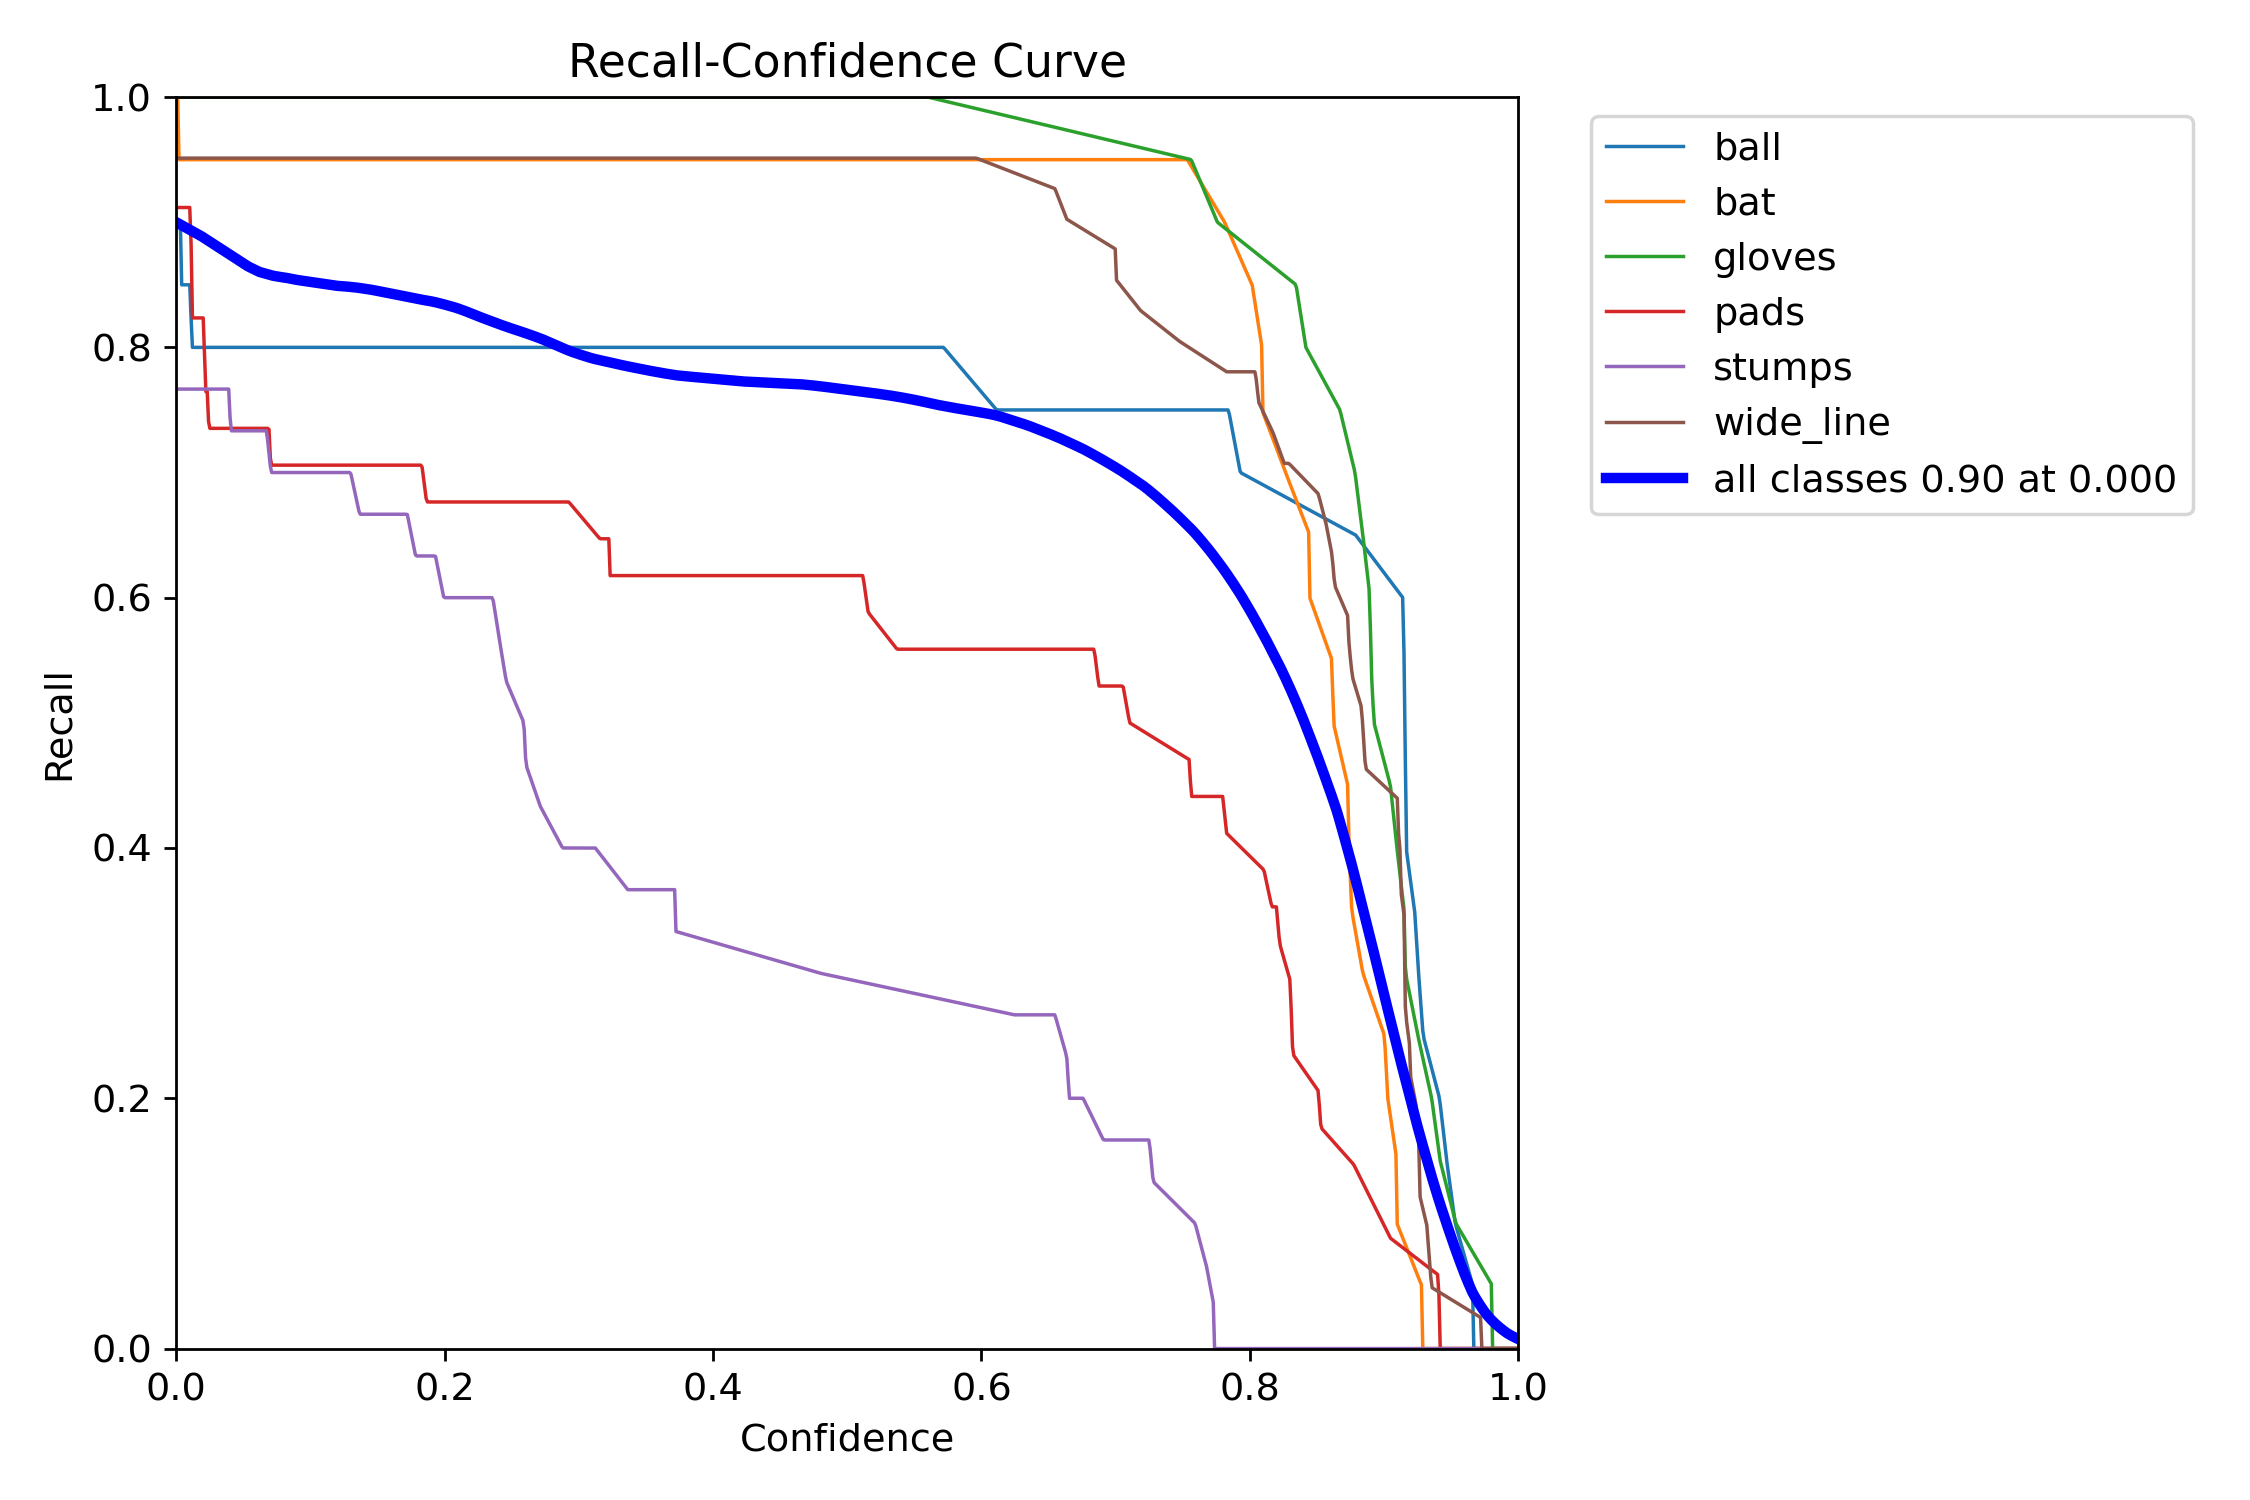 Recall-Confidence Curve
1.0
0.8
0.6
0.4
0.2
0.0
Recall
0.0 0.2 0.4 0.6 0.8 1.0
Confidence
ball
bat
gloves
pads
stumps
wide_line
all classes 0.90 at 0.000